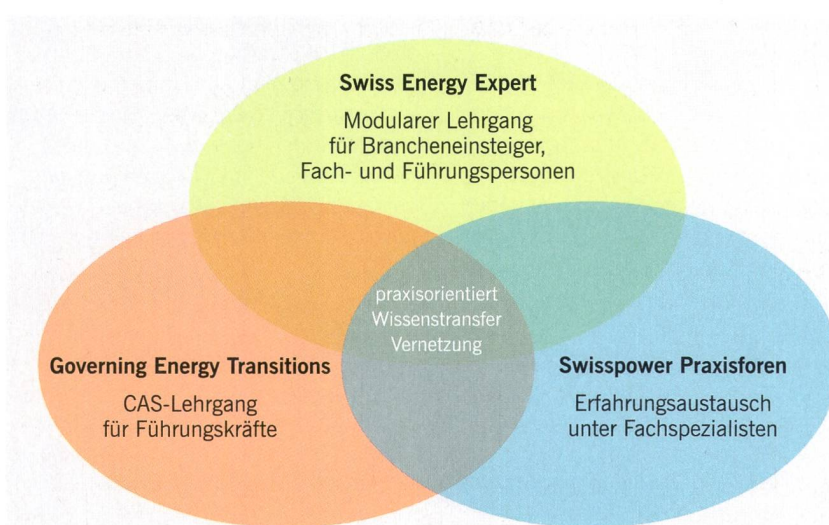 Swiss Energy Expert
Modularer Lehrgang
für Brancheneinsteiger,
Fach- und Führungspersonen
praxisorientiert
Wissenstransfer
Vernetzung
Governing Energy Transitions
CAS-Lehrgang
für Führungskräfte
Swisspower Praxisforen
Erfahrungsaustausch
unter Fachspezialisten